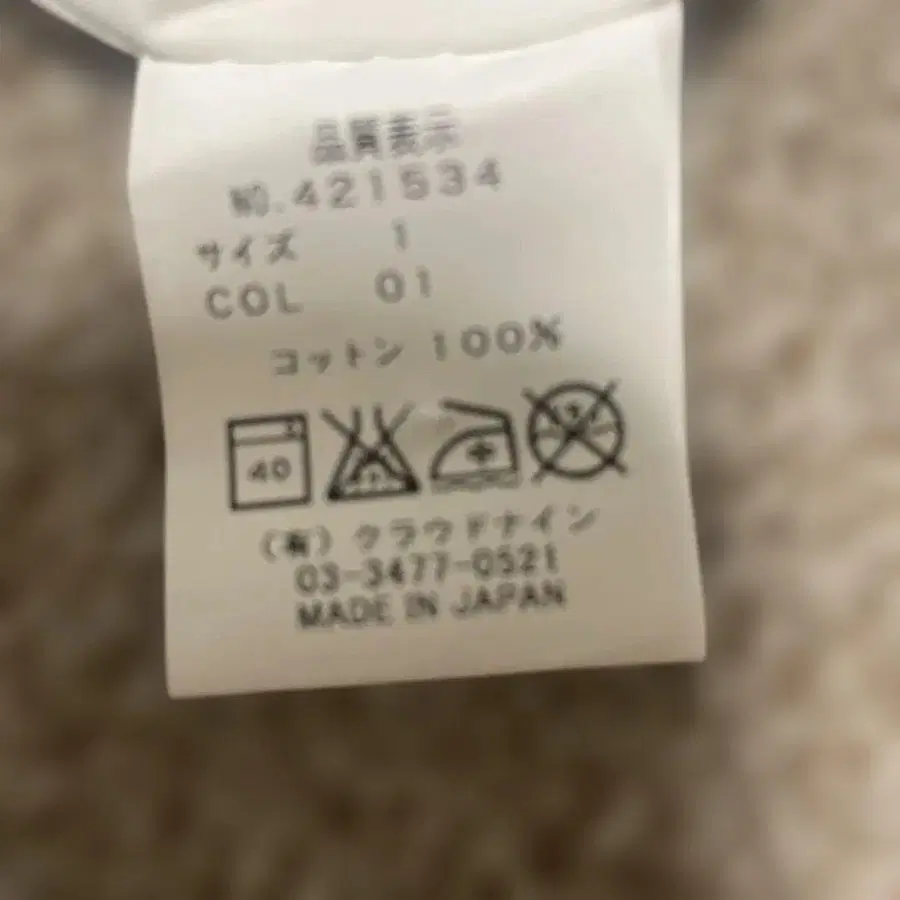 品質表示
NO.421534
サイズ 1
COL 01
コットン 100%
40
(有)クラウドナイン
03-3477-0521
MADE IN JAPAN